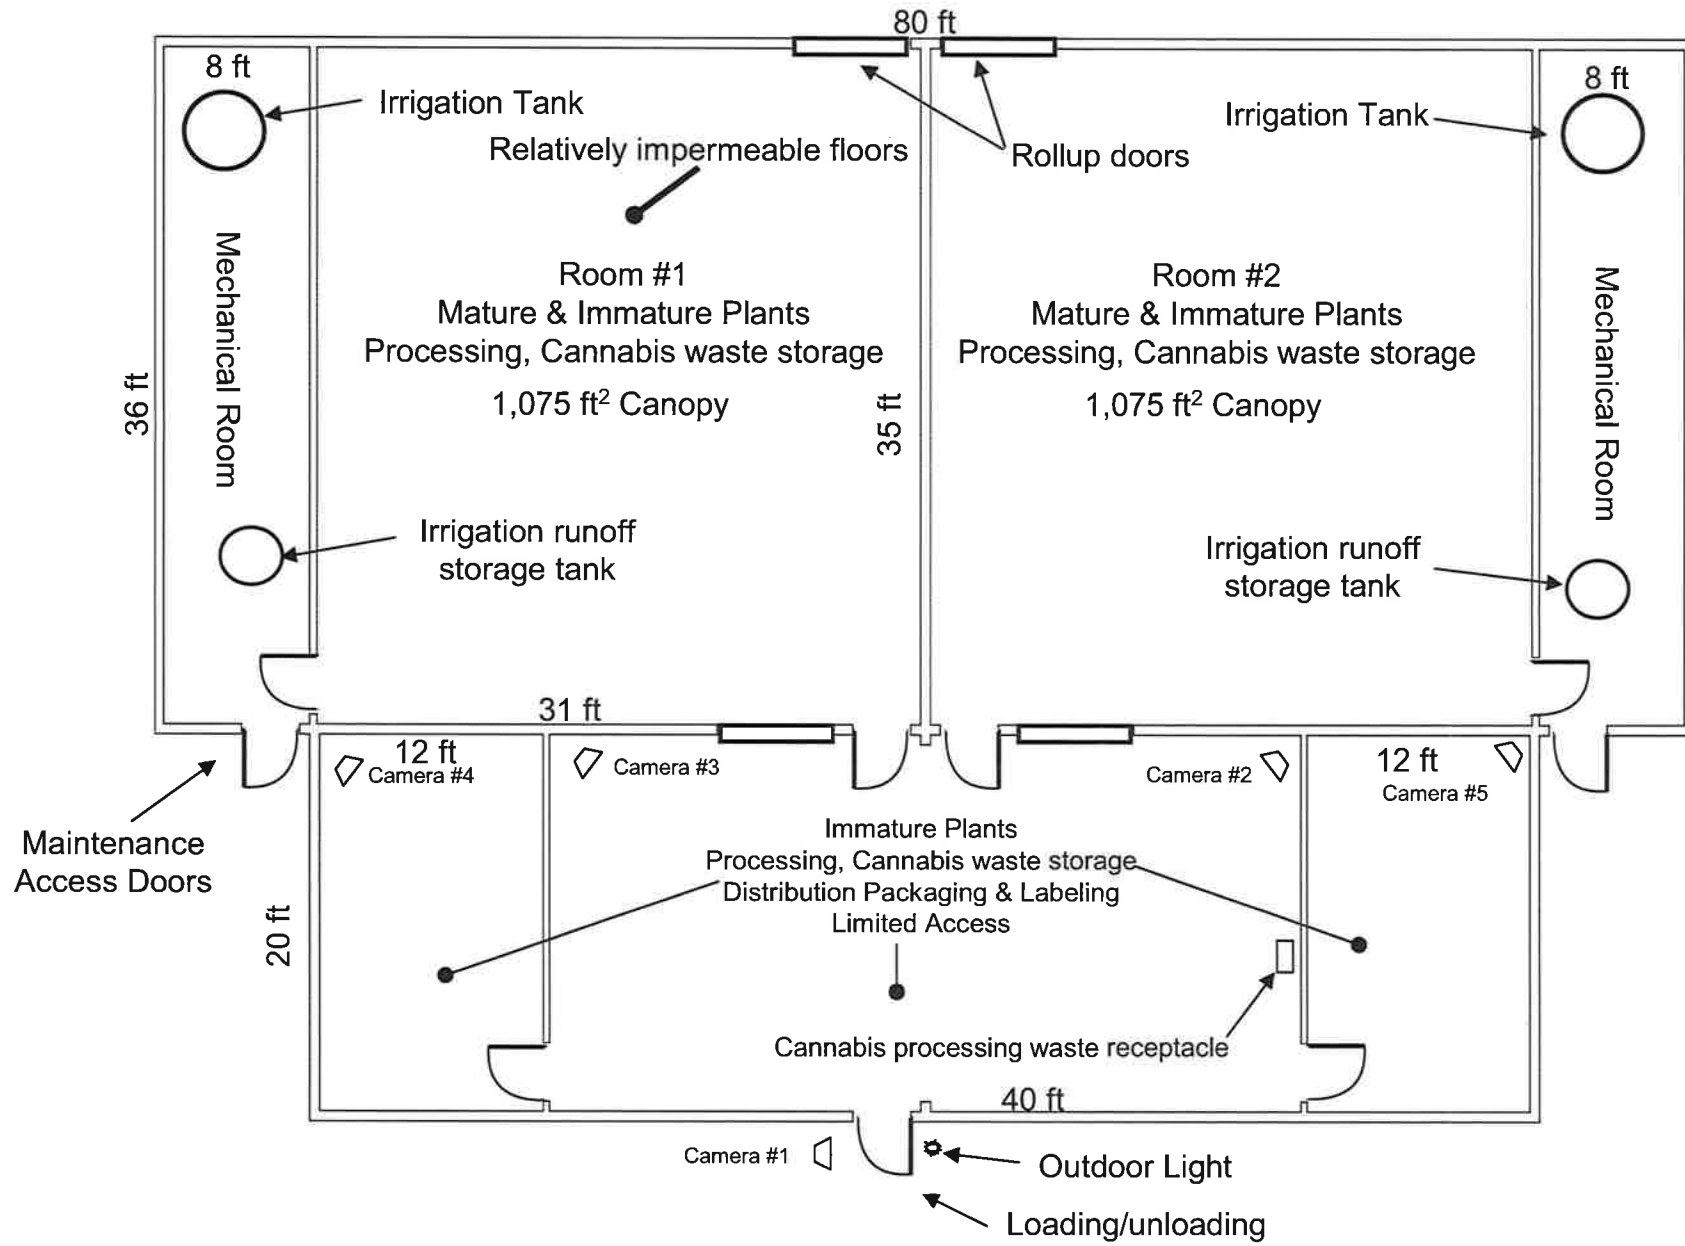 80 ft
8 ft
Irrigation Tank
Relatively impermeable floors
Rollup doors
Irrigation Tank
8 ft
Mechanical Room
Room #1
Mature & Immature Plants
Processing, Cannabis waste storage
1,075 ft² Canopy
36 ft
35 ft
Room #2
Mature & Immature Plants
Processing, Cannabis waste storage
1,075 ft² Canopy
Mechanical Room
Irrigation runoff
storage tank
Irrigation runoff
storage tank
31 ft
12 ft
Camera #4
Camera #3
Camera #2
12 ft
Camera #5
Maintenance
Access Doors
Immature Plants
Processing, Cannabis waste storage
Distribution Packaging & Labeling
Limited Access
20 ft
Cannabis processing waste receptacle
40 ft
Camera #1
Outdoor Light
Loading/unloading